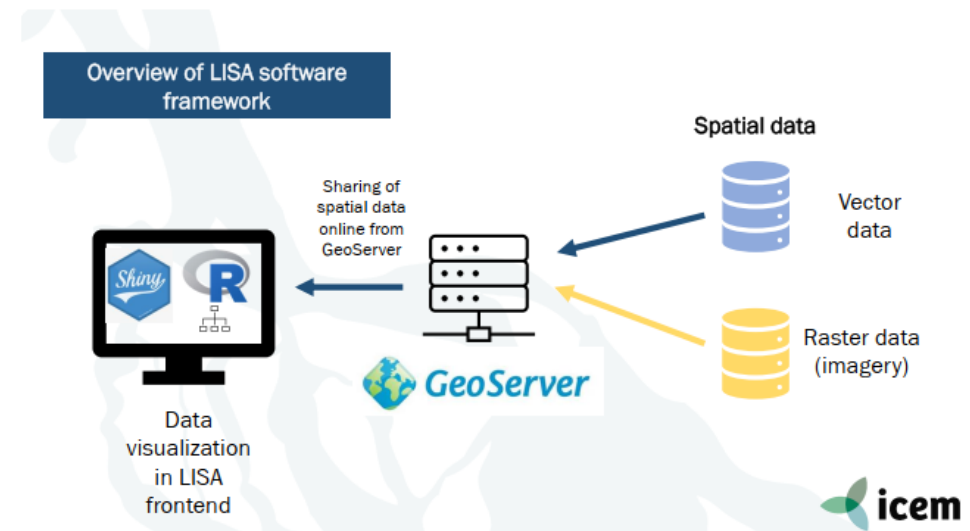 Overview of LISA software
framework
Spatial data
Sharing of
spatial data
online from
GeoServer
Vector
data
Shiny
R
Raster data
(imagery)
GeoServer
Data
visualization
in LISA
frontend
icem